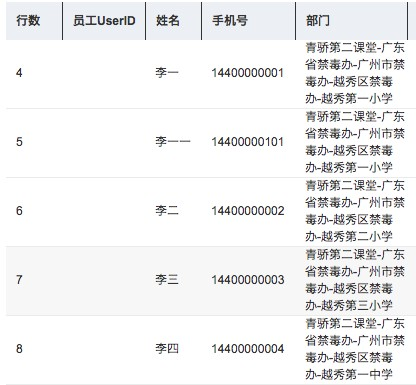 行数 员工UserID 姓名 手机号 部门
4 李一 14400000001 青骄第二课堂-广东
省禁毒办-广州市禁
毒办-越秀区禁毒
办-越秀第一小学
5 李一一 14400000101 青骄第二课堂-广东
省禁毒办-广州市禁
毒办-越秀区禁毒
办-越秀第一小学
6 李二 14400000002 青骄第二课堂-广东
省禁毒办-广州市禁
毒办-越秀区禁毒
办-越秀第二小学
7 李三 14400000003 青骄第二课堂-广东
省禁毒办-广州市禁
毒办-越秀区禁毒
办-越秀第三小学
8 李四 14400000004 青骄第二课堂-广东
省禁毒办-广州市禁
毒办-越秀区禁毒
办-越秀第一中学